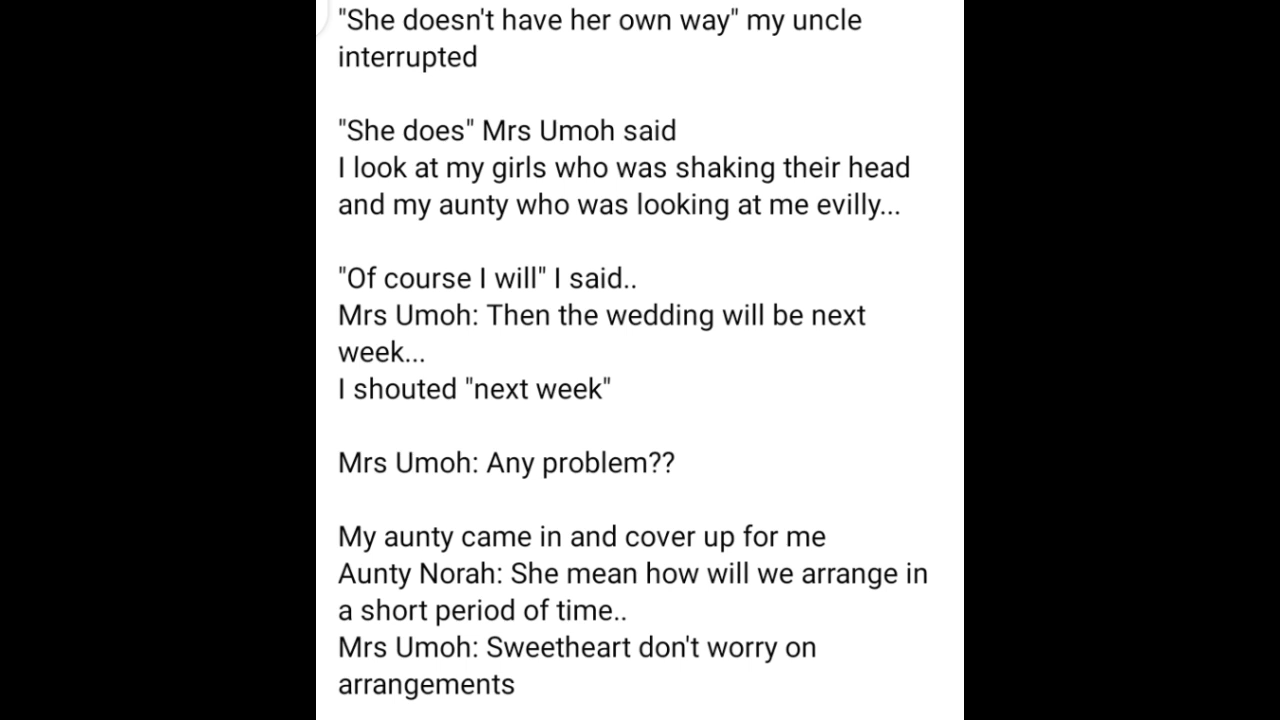 "She doesn't have her own way" my uncle
interrupted
"She does" Mrs Umoh said
I look at my girls who was shaking their head
and my aunty who was looking at me evilly...
"Of course I will" I said..
Mrs Umoh: Then the wedding will be next
week...
I shouted "next week"
Mrs Umoh: Any problem??
My aunty came in and cover up for me
Aunty Norah: She mean how will we arrange in
a short period of time..
Mrs Umoh: Sweetheart don't worry on
arrangements